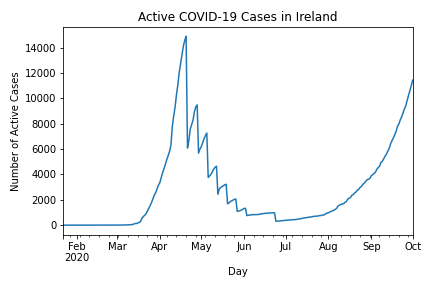 Active COVID-19 Cases in Ireland
Number of Active Cases
14000
12000
10000
8000
6000
4000
2000
0
Feb Mar Apr May Jun Jul Aug Sep Oct
2020
Day